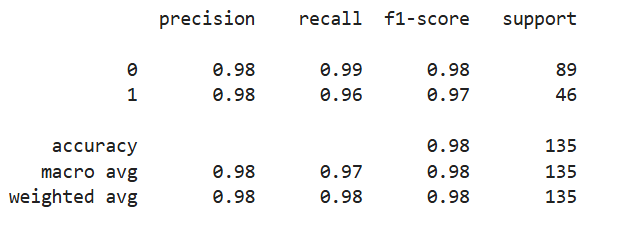 precision recall f1-score support
0 0.98 0.99 0.98 89
1 0.98 0.96 0.97 46
accuracy 0.98 135
macro avg 0.98 0.97 0.98 135
weighted avg 0.98 0.98 0.98 135